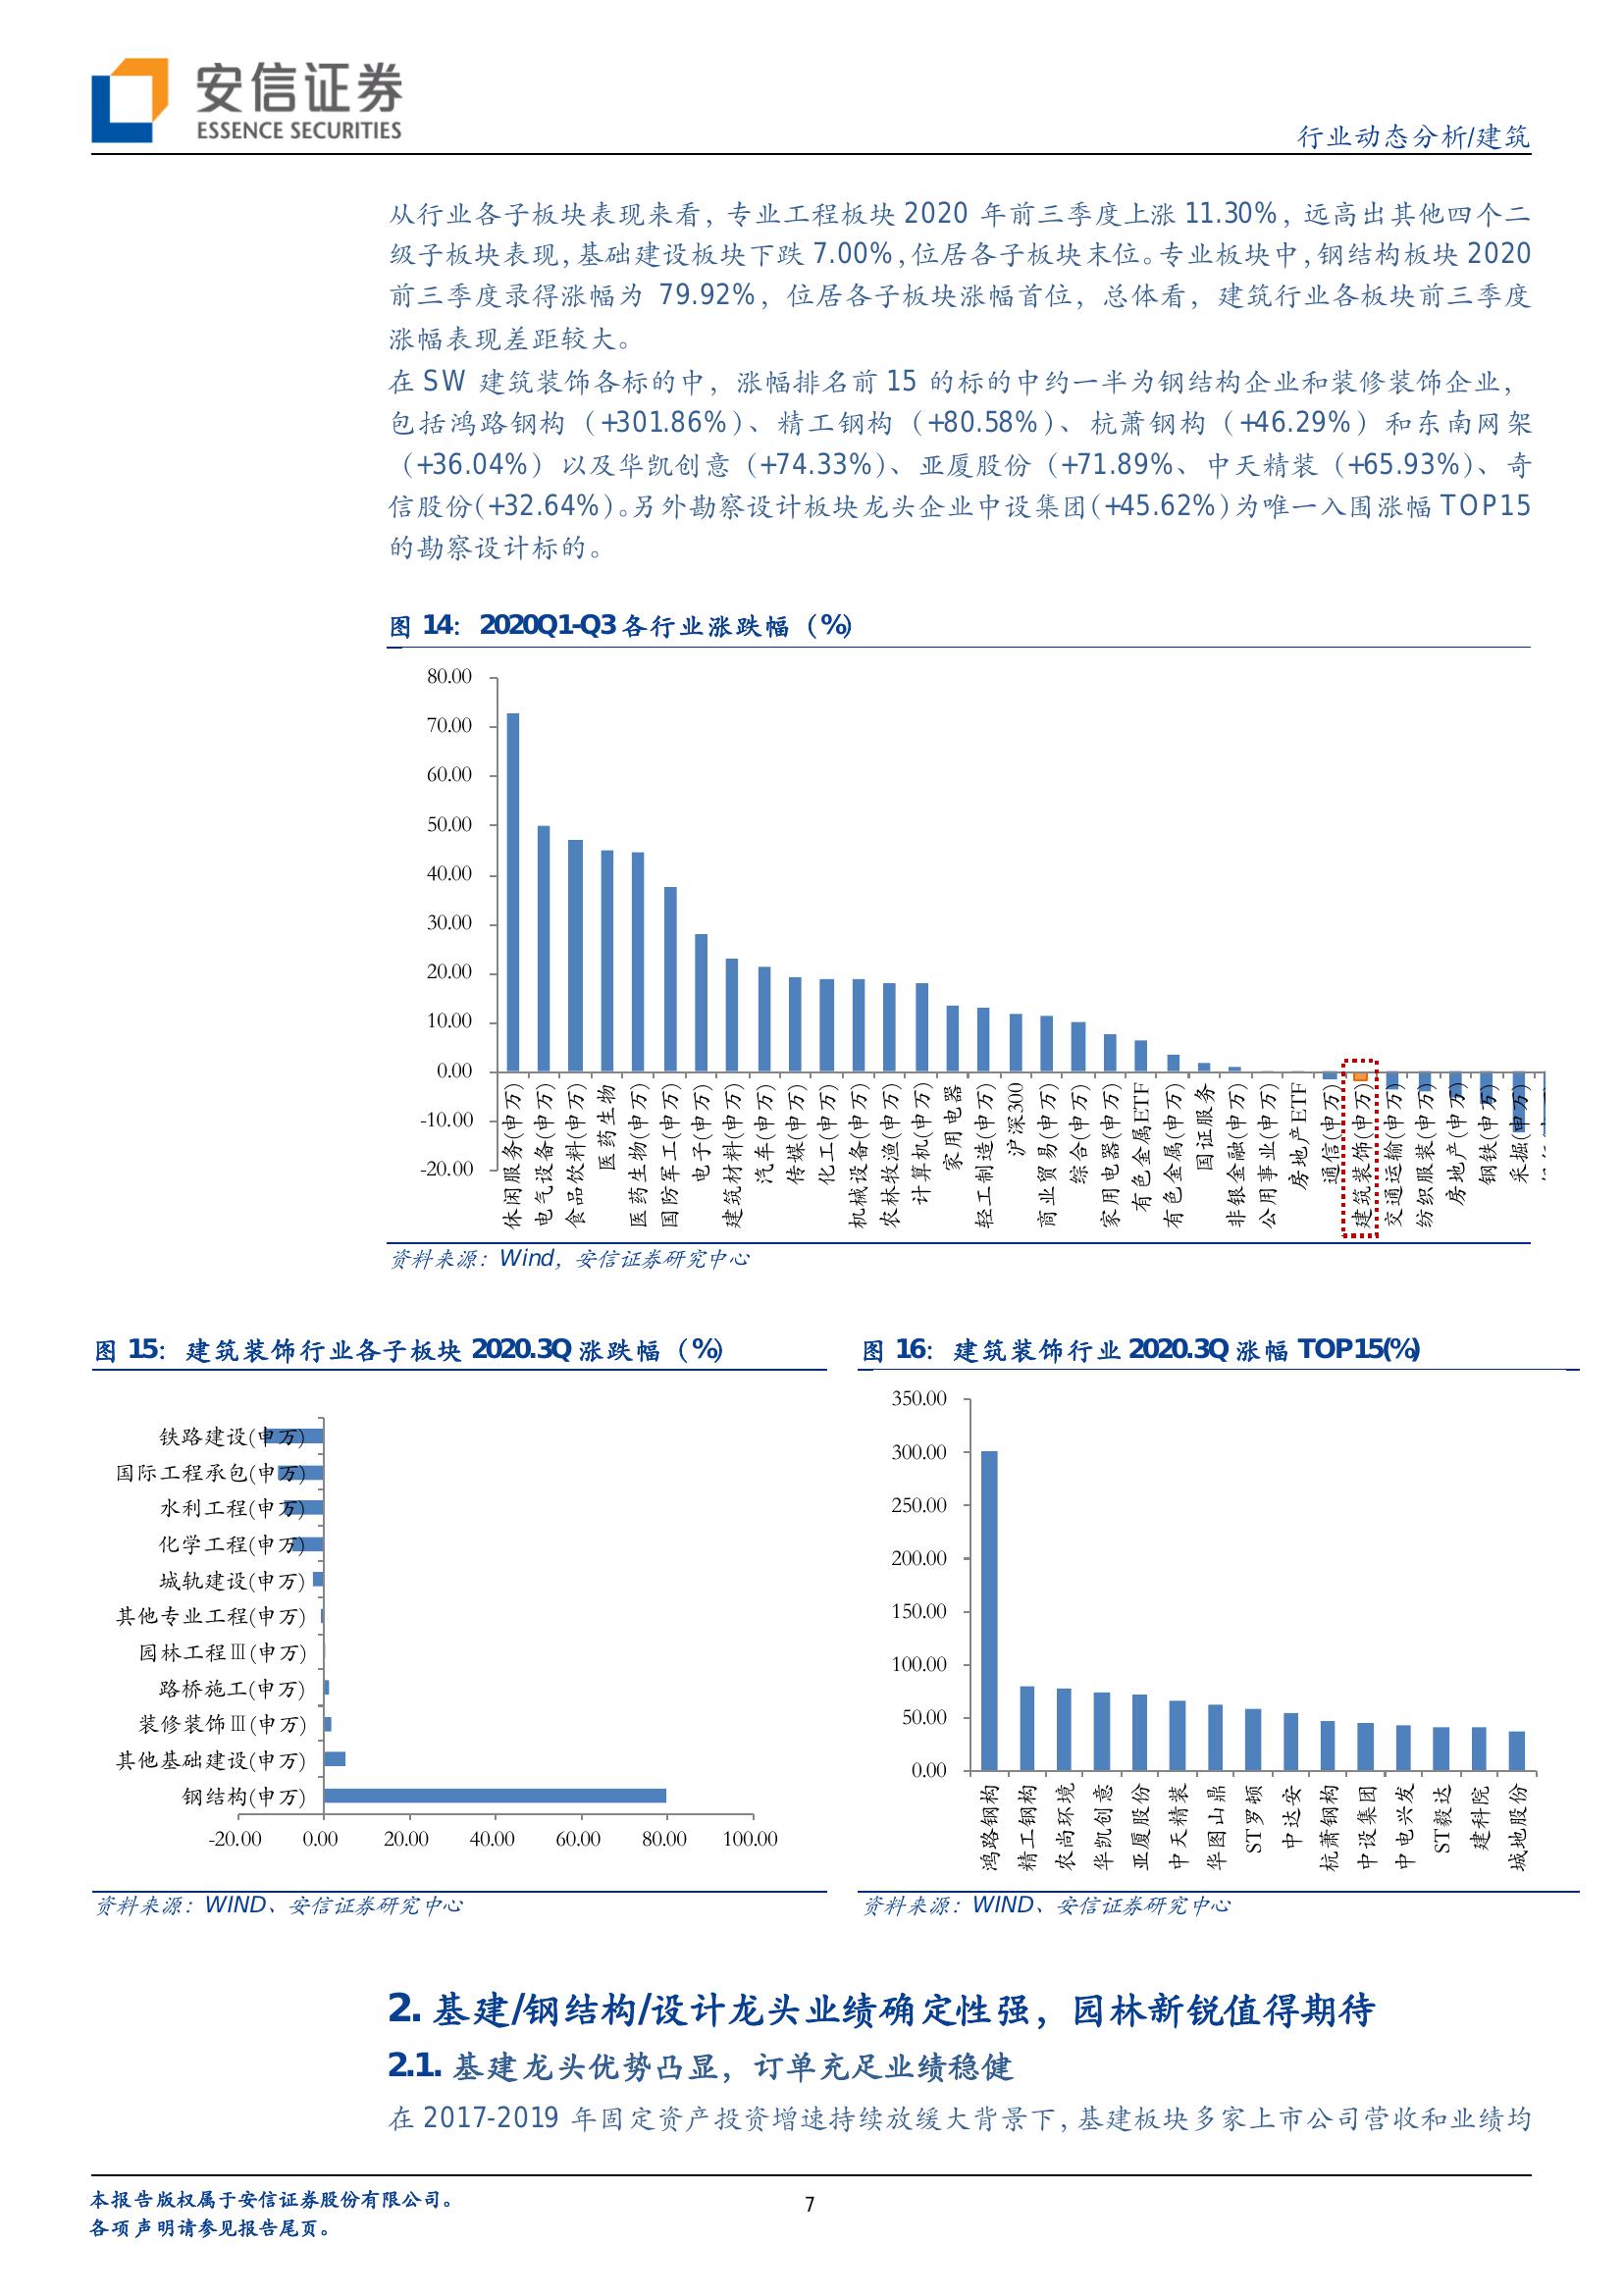 安信证券
ESSENCE SECURITIES
行业动态分析/建筑
从行业各子板块表现来看，专业工程板块 2020 年前三季度上涨 11.30%，远高出其他四个二
级子板块表现，基础建设板块下跌 7.00%，位居各子板块末位。专业板块中，钢结构板块 2020
前三季度录得涨幅为 79.92%，位居各子板块涨幅首位，总体看，建筑行业各板块前三季度
涨幅表现差距较大。
在 SW 建筑装饰各标的中，涨幅排名前 15 的标的中约一半为钢结构企业和装修装饰企业，
包括鸿路钢构（+301.86%）、精工钢构（+80.58%）、杭萧钢构（+46.29%）和东南网架
（+36.04%）以及华凯创意（+74.33%）、亚厦股份（+71.89%、中天精装（+65.93%）、奇
信股份（+32.64%）。另外勘察设计板块龙头企业中设集团（+45.62%）为唯一入围涨幅 TOP15
的勘察设计标的。
图 14：2020Q1-Q3 各行业涨跌幅（%）
80.00
70.00
60.00
50.00
40.00
30.00
20.00
10.00
0.00
-10.00
-20.00
休闲服务(申万)
电气设备(申万)
食品饮料(申万)
医药生物
医药生物(申万)
国防军工(申万)
电子(申万)
建筑材料(申万)
汽车(申万)
传媒(申万)
化工(申万)
机械设备(申万)
农林牧渔(申万)
计算机(申万)
家用电器
轻工制造(申万)
沪深300
商业贸易(申万)
综合(申万)
家用电器(申万)
有色金属ETF
有色金属(申万)
国证服务
非银金融(申万)
公用事业(申万)
房地产ETF
通信(申万)
建筑装饰(申万)
交通运输(申万)
纺织服装(申万)
房地产(申万)
钢铁(申万)
采掘(申万)
资料来源：Wind，安信证券研究中心
图 15：建筑装饰行业各子板块 2020.3Q 涨跌幅（%）
铁路建设(申万)
国际工程承包(申万)
水利工程(申万)
化学工程(申万)
城轨建设(申万)
其他专业工程(申万)
园林工程Ⅲ(申万)
路桥施工(申万)
装修装饰Ⅲ(申万)
其他基础建设(申万)
钢结构(申万)
-20.00 0.00 20.00 40.00 60.00 80.00 100.00
资料来源：WIND、安信证券研究中心
图 16：建筑装饰行业 2020.3Q 涨幅 TOP15(%)
350.00
300.00
250.00
200.00
150.00
100.00
50.00
0.00
鸿路钢构
精工钢构
农尚环境
华凯创意
亚厦股份
中天精装
华图山鼎
ST罗顿
中达安
杭萧钢构
中设集团
中电兴发
ST毅达
建科院
城地股份
资料来源：WIND、安信证券研究中心
2. 基建/钢结构/设计龙头业绩确定性强，园林新锐值得期待
2.1. 基建龙头优势凸显，订单充足业绩稳健
在 2017-2019 年固定资产投资增速持续放缓大背景下，基建板块多家上市公司营收和业绩均
本报告版权属于安信证券股份有限公司。
各项声明请参见报告尾页。
7